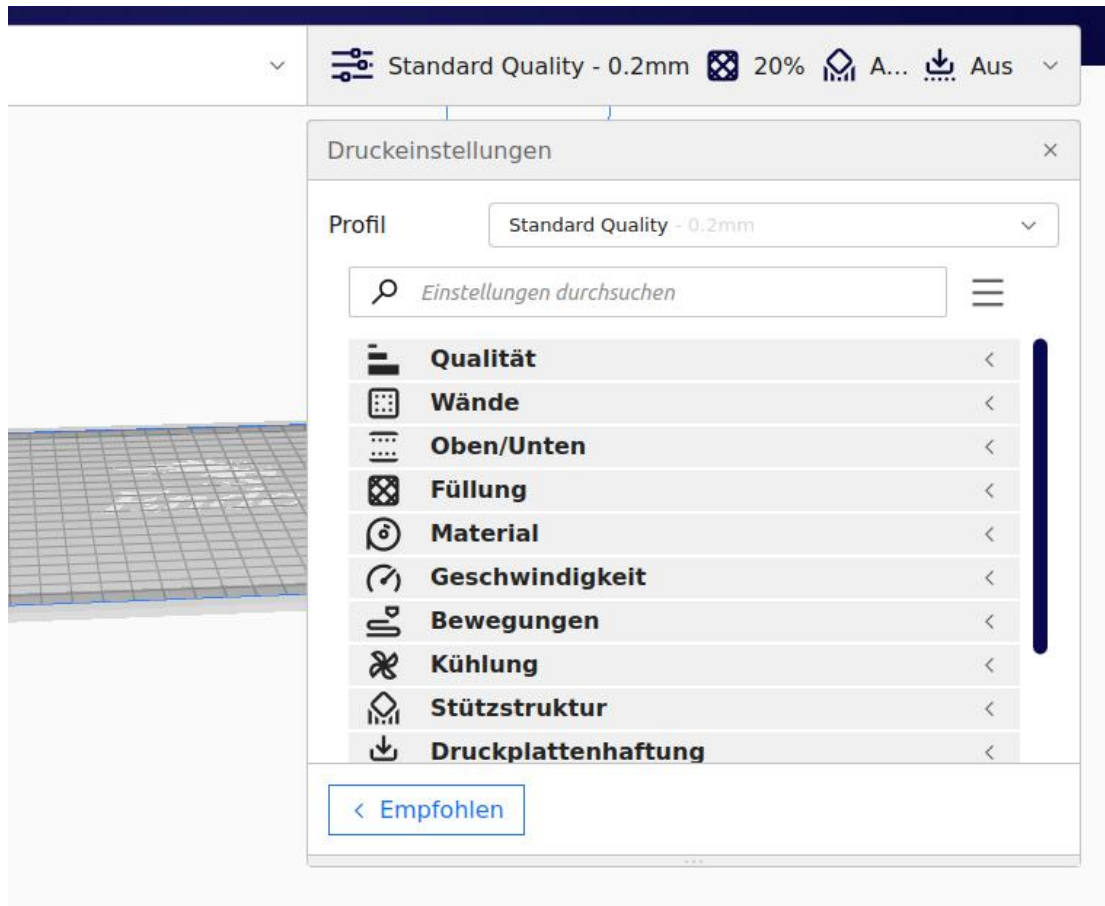 Standard Quality - 0.2mm 20% A... Aus
Druckeinstellungen
Profil Standard Quality - 0.2mm
Einstellungen durchsuchen
Qualität
Wände
Oben/Unten
Füllung
Material
Geschwindigkeit
Bewegungen
Kühlung
Stützstruktur
Druckplattenhaftung
Empfohlen